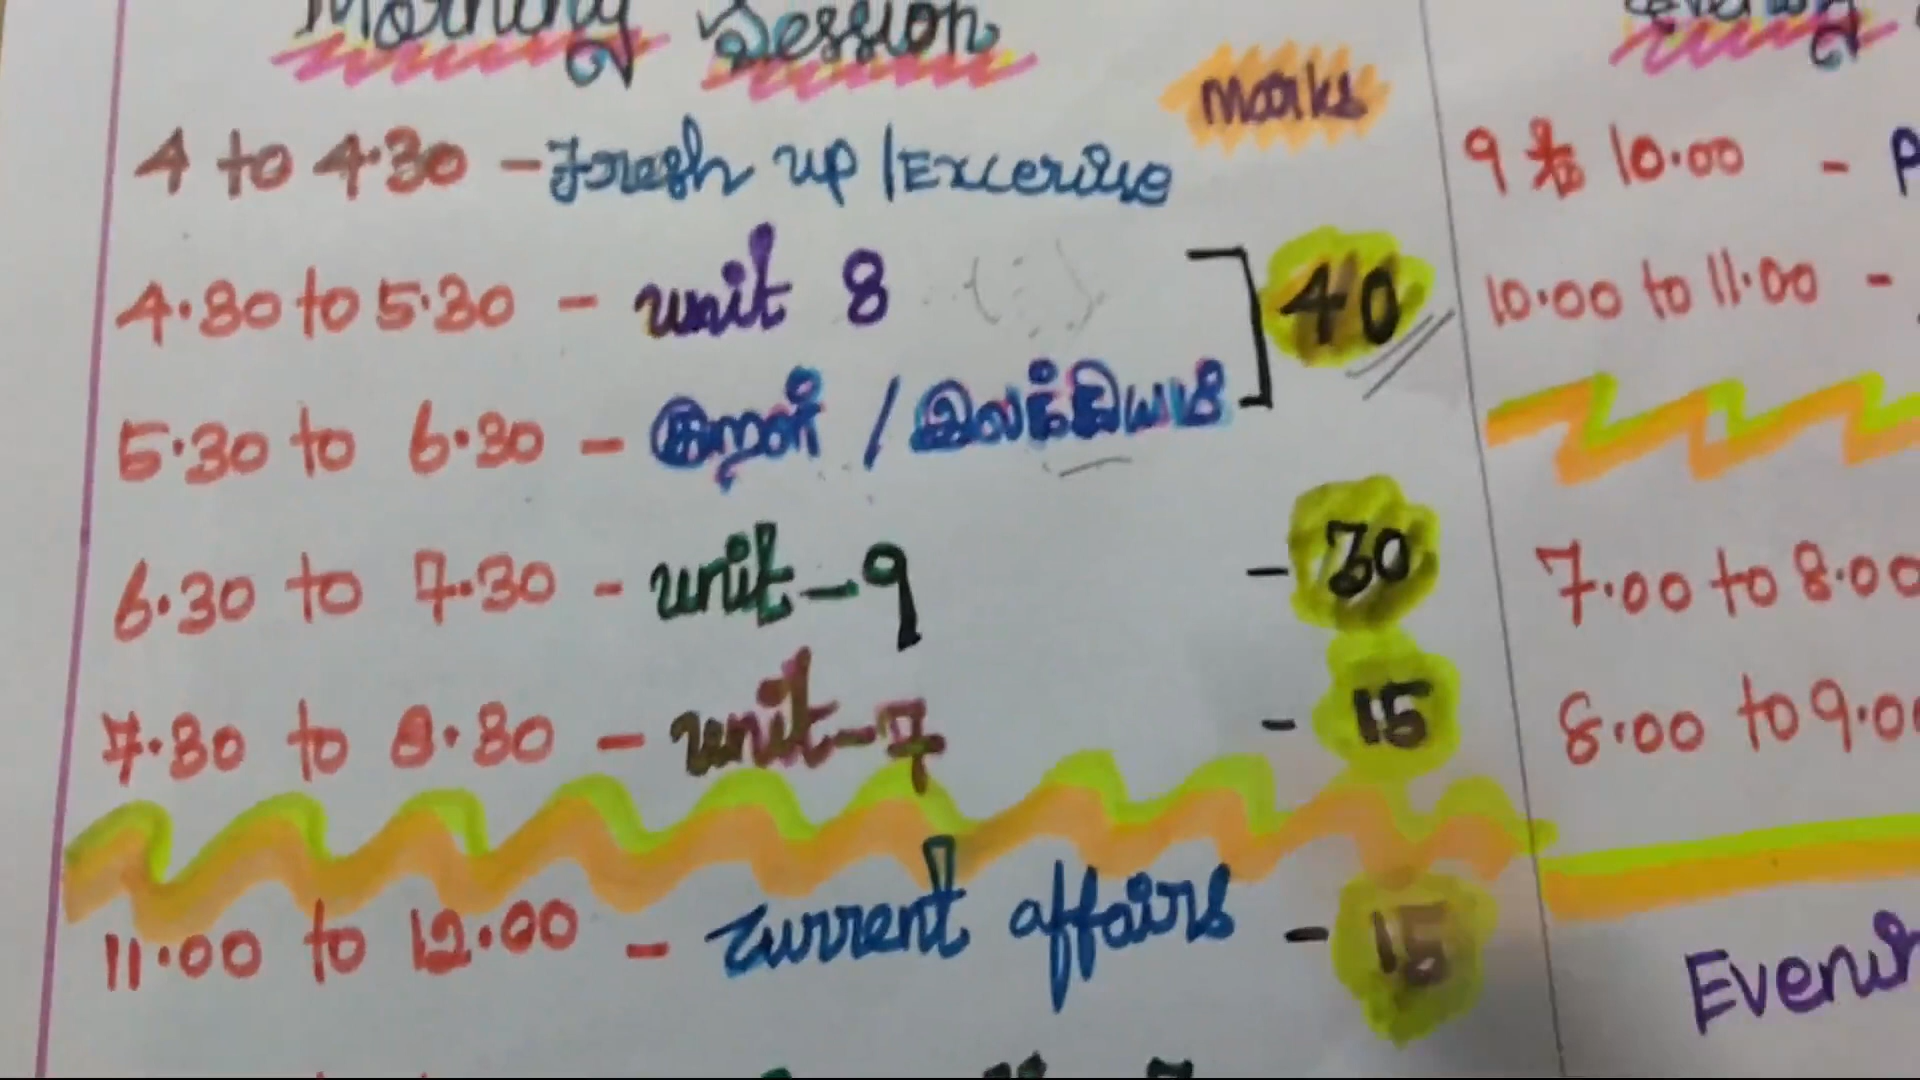 Morning Session
Marks
4 to 4.30 - Fresh up / Excercise
4.30 to 5.30 - unit 8
40
5.30 to 6.30 - குறள் / இலக்கியம்
6.30 to 7.30 - unit - 9 - 30
7.30 to 8.30 - unit - 7 - 15
11.00 to 12.00 - Current affairs - 15
9 to 10.00 -
10.00 to 11.00 -
7.00 to 8.00
8.00 to 9.00